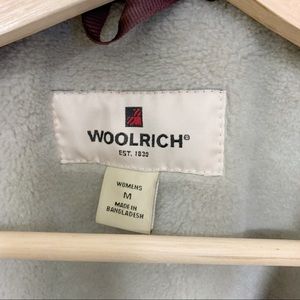 WOOLRICH®
EST. 1830
WOMENS
M
MADE IN
BANGLADESH